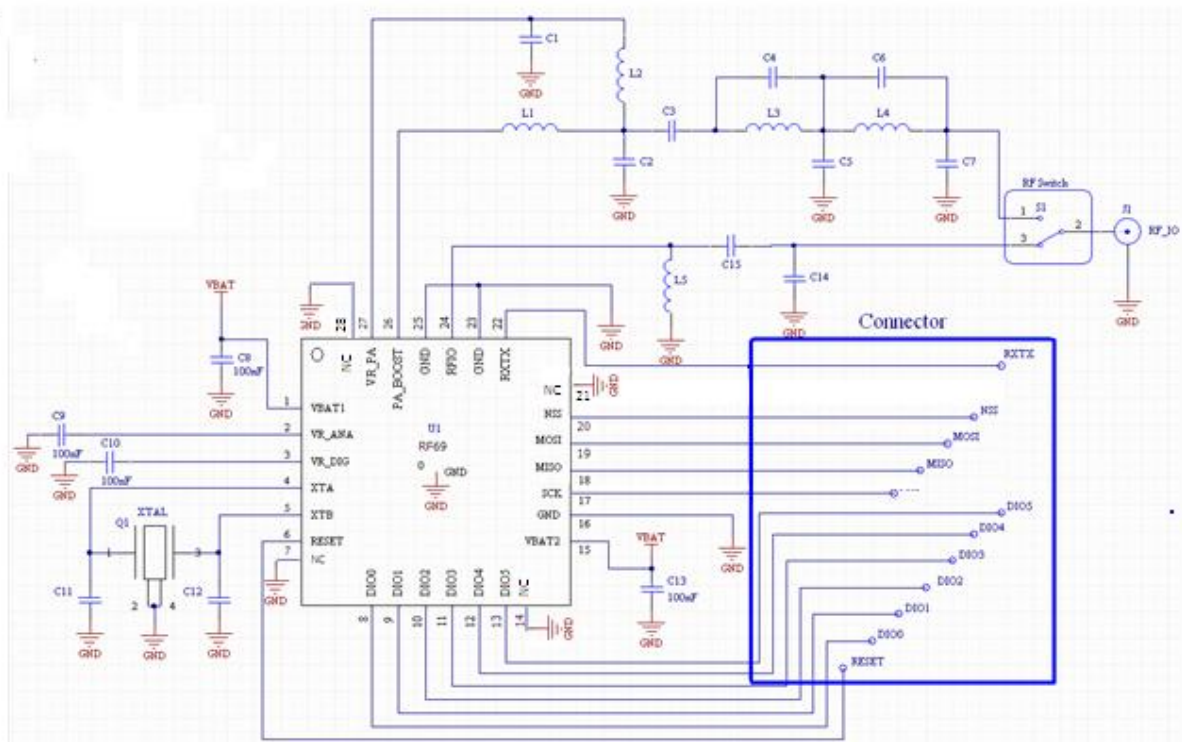 C1
GND
L2
C4
C6
L1
C3
L3
L4
C2
C5
C7
GND
GND
GND
RF Switch
S1
1
2
3
J1
RF_IO
GND
C15
L5
C14
GND
GND
GND
VBAT
C8
100nF
GND
GND
28
27
26
25
24
23
22
NC
VR_PA
PA_BOOST
GND
RFIO
GND
RXTX
Connector
RXTX
NC
21
GND
1
VBAT1
NSS
20
NSS
C9
100nF
GND
2
VR_ANA
MOSI
19
MOSI
C10
100nF
GND
3
VR_DIG
MISO
18
MISO
U1
RF69
0
GND
GND
4
XTA
SCK
17
5
XTB
GND
16
GND
6
RESET
VBAT2
15
VBAT
7
NC
GND
C13
100nF
GND
Q1
XTAL
1
3
2
4
C11
C12
GND
GND
GND
DIO0
DIO1
DIO2
DIO3
DIO4
DIO5
NC
8
9
10
11
12
13
14
GND
DIO5
DIO4
DIO3
DIO2
DIO1
DIO0
RESET